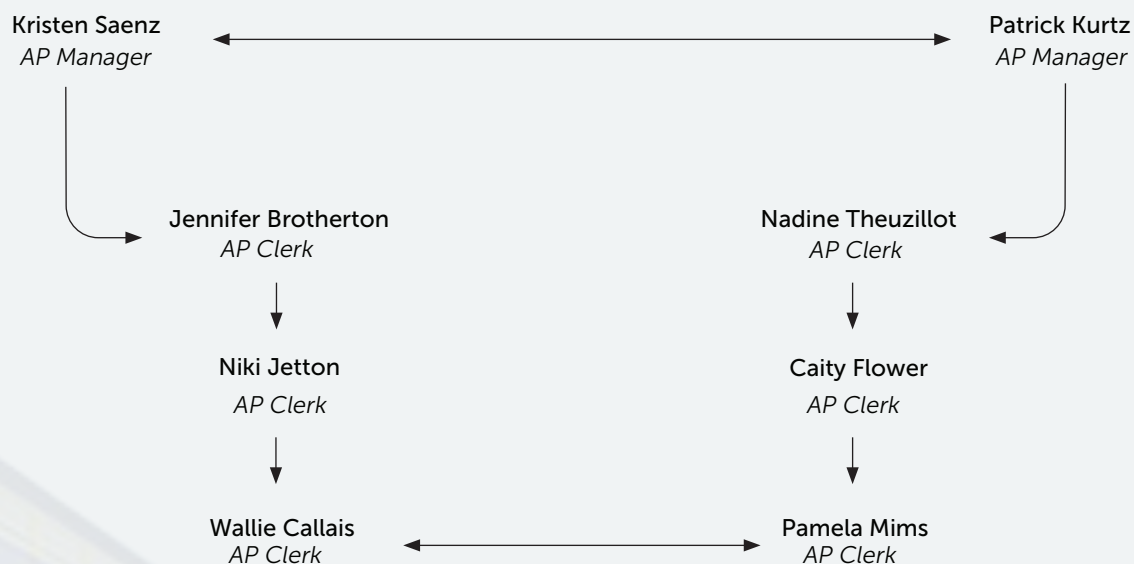 Kristen Saenz
AP Manager
Patrick Kurtz
AP Manager
Jennifer Brotherton
AP Clerk
Nadine Theuzillot
AP Clerk
Niki Jetton
AP Clerk
Caity Flower
AP Clerk
Wallie Callais
AP Clerk
Pamela Mims
AP Clerk